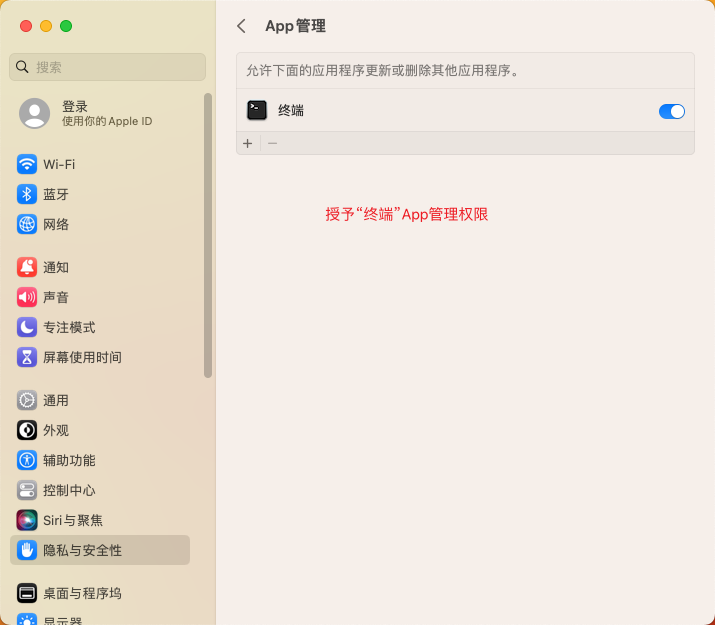 搜索
登录
使用你的Apple ID
Wi-Fi
蓝牙
网络
通知
声音
专注模式
屏幕使用时间
通用
外观
辅助功能
控制中心
Siri与聚焦
隐私与安全性
桌面与程序坞
显示器
App管理
允许下面的应用程序更新或删除其他应用程序。
终端
授予“终端”App管理权限